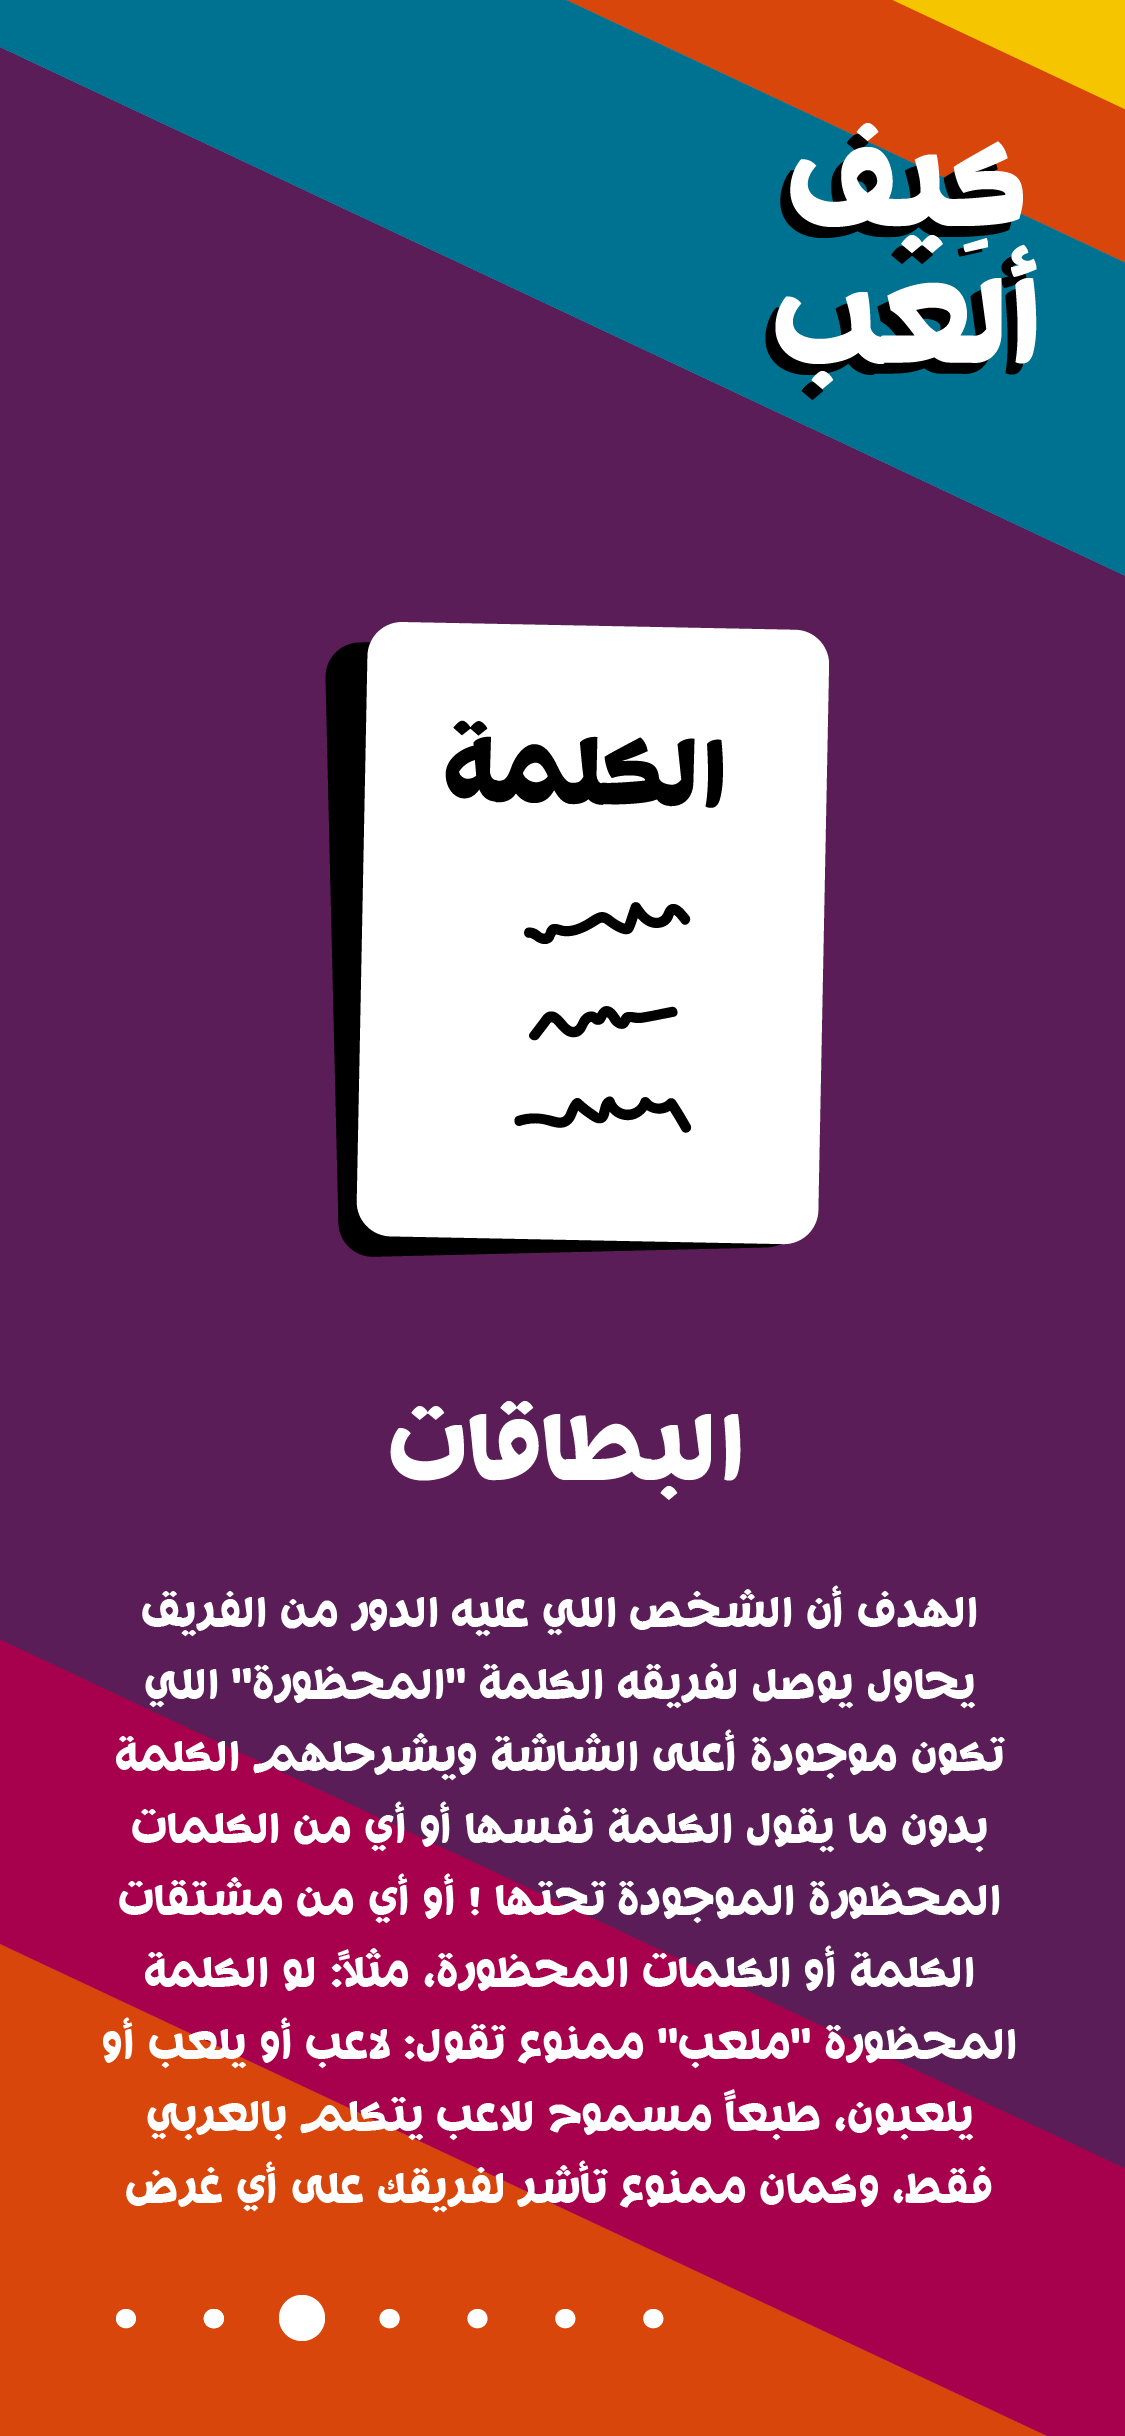 كِيف
ألعب
الكلمة
البطاقات
الهدف أن الشخص اللي عليه الدور من الفريق
يحاول يوصل لفريقه الكلمة "المحظورة" اللي
تكون موجودة أعلى الشاشة ويشرحلهم الكلمة
بدون ما يقول الكلمة نفسها أو أي من الكلمات
المحظورة الموجودة تحتها ! أو أي من مشتقات
الكلمة أو الكلمات المحظورة، مثلاً: لو الكلمة
المحظورة "ملعب" ممنوع تقول: لاعب أو يلعب أو
يلعبون، طبعاً مسموح للاعب يتكلم بالعربي
فقط، وكمان ممنوع تأشر لفريقك على أي غرض